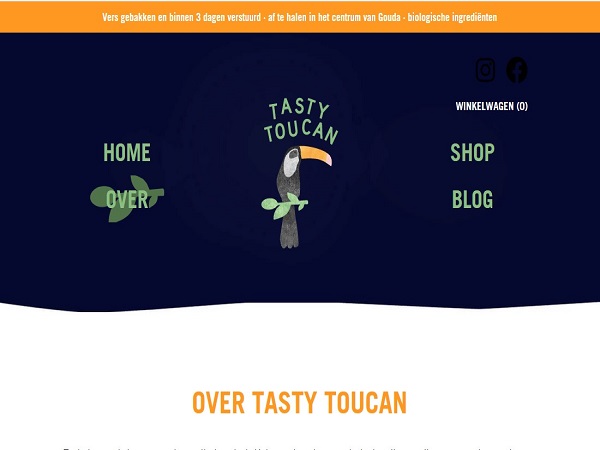 Vers gebakken en binnen 3 dagen verstuurd - af te halen in het centrum van Gouda - biologische ingrediënten
WINKELWAGEN (0)
TASTY
TOUCAN
HOME
SHOP
OVER
BLOG
OVER TASTY TOUCAN